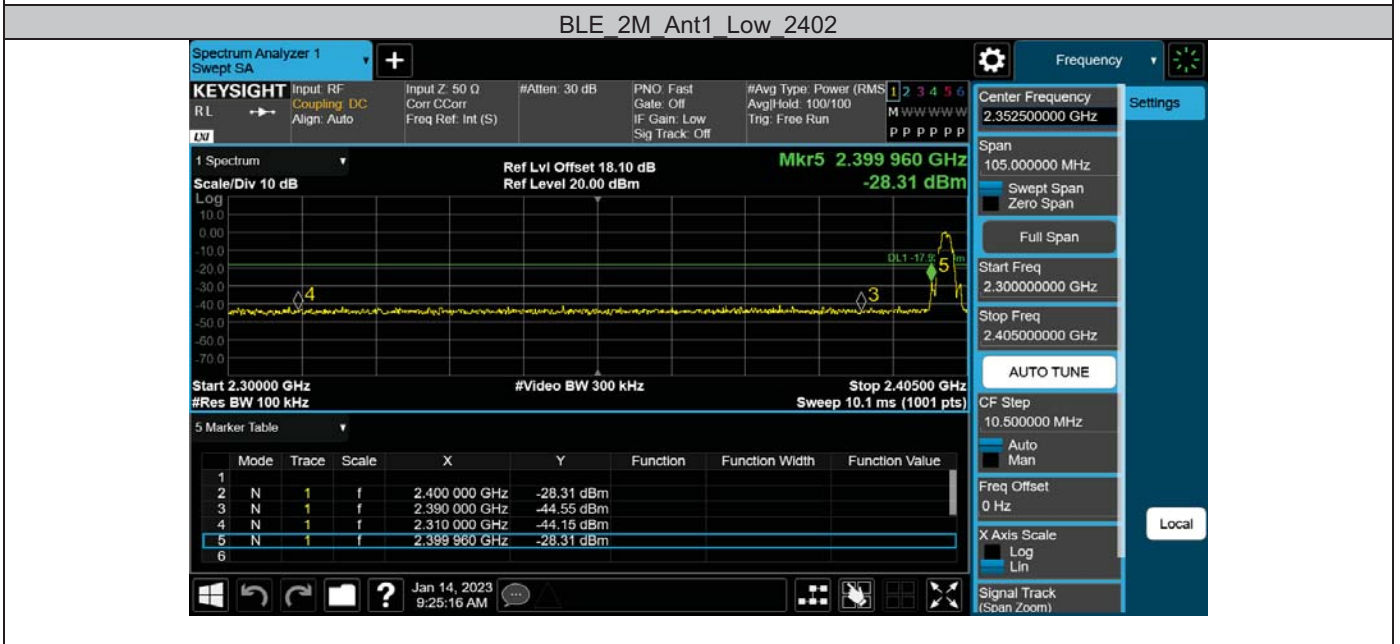 BLE_2M_Ant1_Low_2402
Spectrum Analyzer 1
Swept SA
Frequency
KEYSIGHT
RL
LXI
Input: RF
Coupling: DC
Align: Auto
Input Z: 50 Ω
Corr CCorr
Freq Ref: Int (S)
#Atten: 30 dB
PNO: Fast
Gate: Off
IF Gain: Low
Sig Track: Off
#Avg Type: Power (RMS
Avg|Hold: 100/100
Trig: Free Run
1 2 3 4 5 6
M W W W W W
P P P P P P
Center Frequency
2.352500000 GHz
Settings
1 Spectrum
Scale/Div 10 dB
Ref Lvl Offset 18.10 dB
Ref Level 20.00 dBm
Mkr5 2.399 960 GHz
-28.31 dBm
Span
105.000000 MHz
Swept Span
Zero Span
Full Span
Start Freq
2.300000000 GHz
Stop Freq
2.405000000 GHz
AUTO TUNE
CF Step
10.500000 MHz
Auto
Man
Freq Offset
0 Hz
X Axis Scale
Log
Lin
Signal Track
(Span Zoom)
Local
Log
10.0
0.00
-10.0
-20.0
-30.0
-40.0
-50.0
-60.0
-70.0
DL1 -17.9
5
4
3
Start 2.30000 GHz
#Res BW 100 kHz
#Video BW 300 kHz
Stop 2.40500 GHz
Sweep 10.1 ms (1001 pts)
5 Marker Table
Mode Trace Scale X Y Function Function Width Function Value
1
2 N 1 f 2.400 000 GHz -28.31 dBm
3 N 1 f 2.390 000 GHz -44.55 dBm
4 N 1 f 2.310 000 GHz -44.15 dBm
5 N 1 f 2.399 960 GHz -28.31 dBm
6
?
Jan 14, 2023
9:25:16 AM